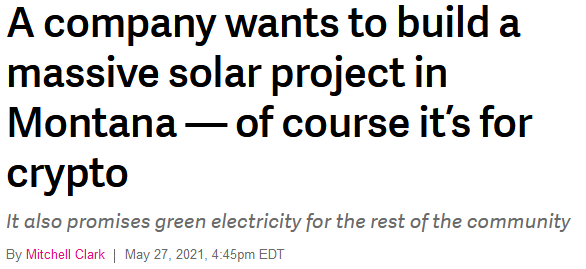 A company wants to build a
massive solar project in
Montana — of course it's for
crypto
It also promises green electricity for the rest of the community
By Mitchell Clark | May 27, 2021, 4:45pm EDT